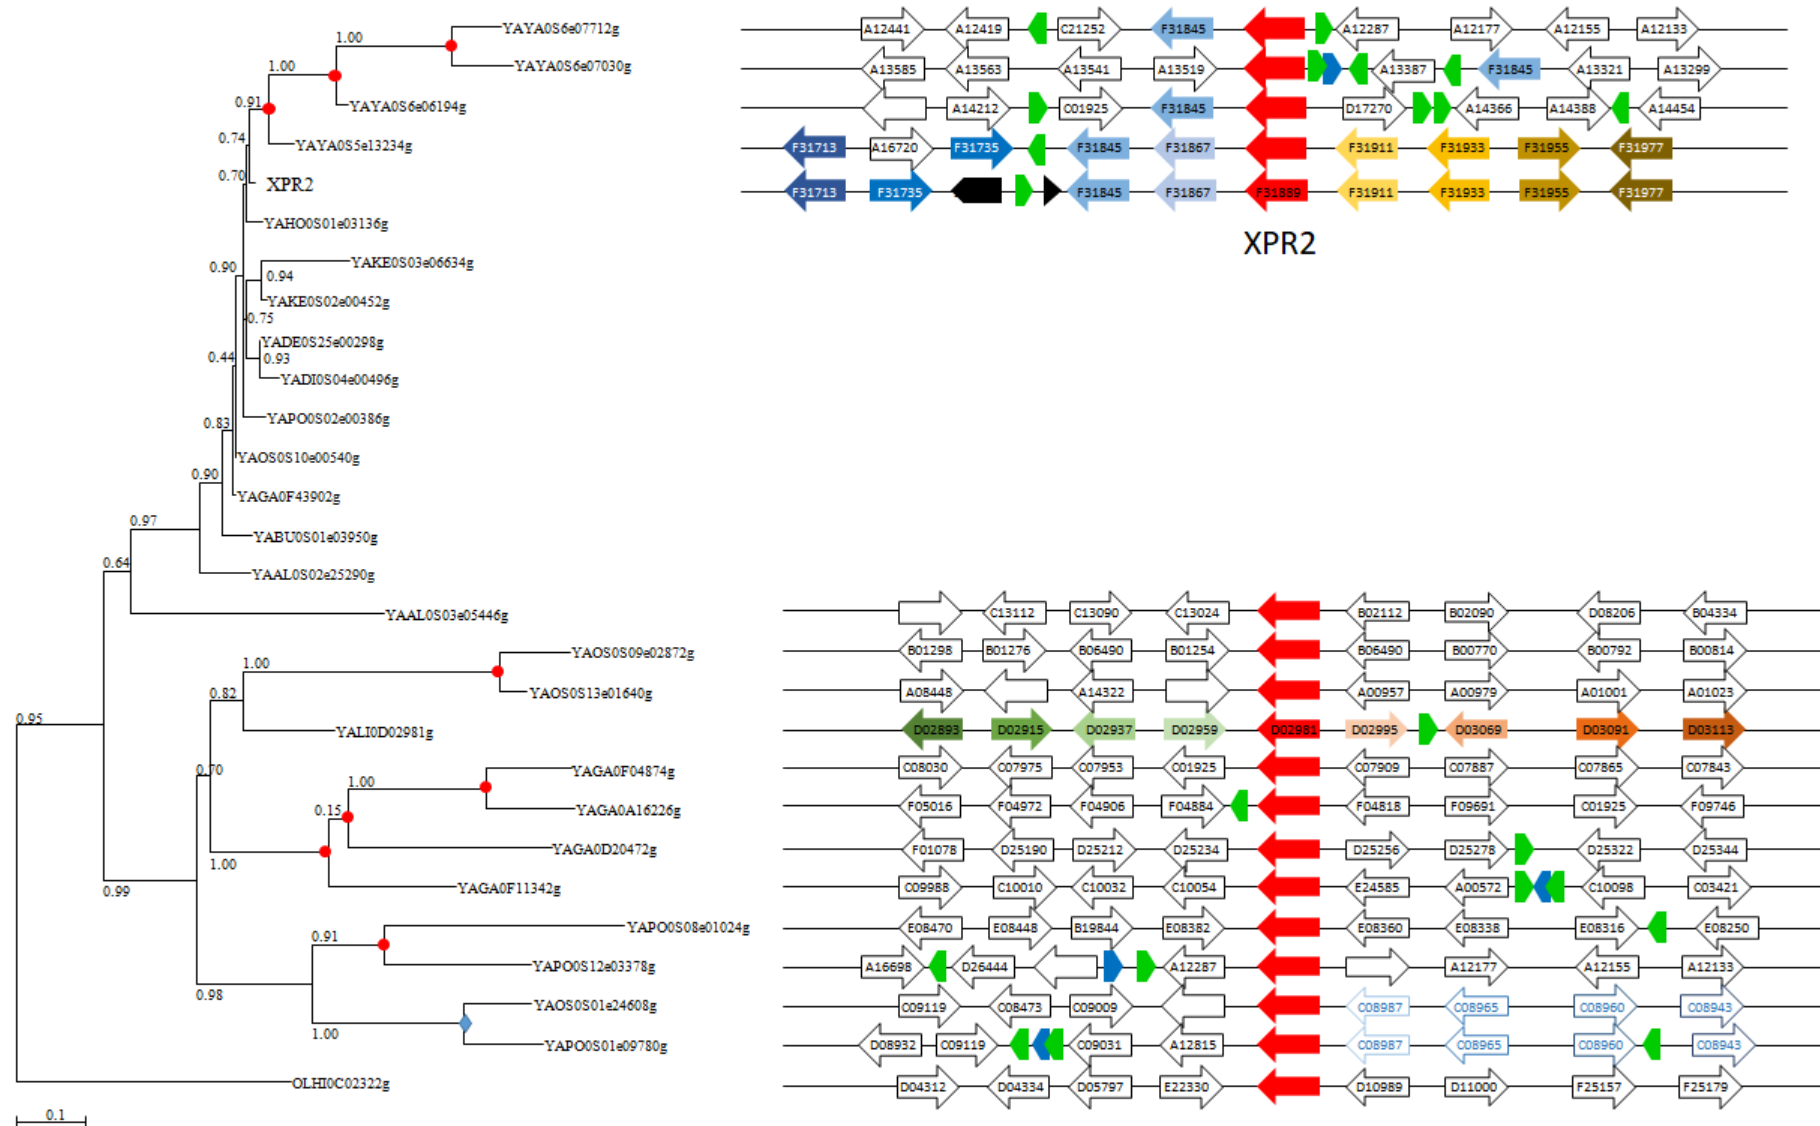 YAYA0S6e07712g A12441 A12419 C21252 F31845 A12287 A12177 A12155 A12133
1.00
YAYA0S6e07030g A13585 A13563 A13541 A13519 A13387 F31845 A13321 A13299
1.00
YAYA0S6e06194g A14212 C01925 F31845 D17270 A14366 A14388 A14454
0.91
0.74
YAYA0S5e13234g F31713 A16720 F31735 F31845 F31867 F31911 F31933 F31955 F31977
0.70
XPR2 F31713 F31735 F31845 F31867 F31889 F31911 F31933 F31955 F31977
YAHO0S01e03136g
XPR2
YAKE0S03e06634g
0.90
0.94
YAKE0S02e00452g
0.75
YADE0S25e00298g
0.44
0.93
YADI0S04e00496g
YAPO0S02e00386g
0.83
YAOS0S10e00540g
0.90
YAGA0F43902g
0.97
YABU0S01e03950g
0.64
YAAL0S02e25290g
YAAL0S03e05446g C13112 C13090 C13024 B02112 B02090 D08206 B04334
YAOS0S09e02872g B01298 B01276 B06490 B01254 B06490 B00770 B00792 B00814
1.00
YAOS0S13e01640g A08448 A14322 A00957 A00979 A01001 A01023
0.82
0.95
YALI0D02981g D02893 D02915 D02937 D02959 D02981 D02995 D03069 D03091 D03113
0.70
YAGA0F04874g C08030 C07975 C07953 C01925 C07909 C07887 C07865 C07843
1.00
YAGA0A16226g F05016 F04972 F04906 F04884 F04818 F09691 C01925 F09746
0.15
YAGA0D20472g F01078 D25190 D25212 D25234 D25256 D25278 D25322 D25344
1.00
0.99
YAGA0F11342g C09988 C10010 C10032 C10054 E24585 A00572 C10098 C03421
YAPO0S08e01024g E08470 E08448 B19844 E08382 E08360 E08338 E08316 E08250
0.91
YAPO0S12e03378g A16698 D26444 A12287 A12177 A12155 A12133
0.98
YAOS0S01e24608g C09119 C08473 C09009 C08987 C08965 C08960 C08943
1.00
YAPO0S01e09780g D08932 C09119 C09031 A12815 C08987 C08965 C08960 C08943
OLHI0C02322g D04312 D04334 D05797 E22330 D10989 D11000 F25157 F25179
0.1